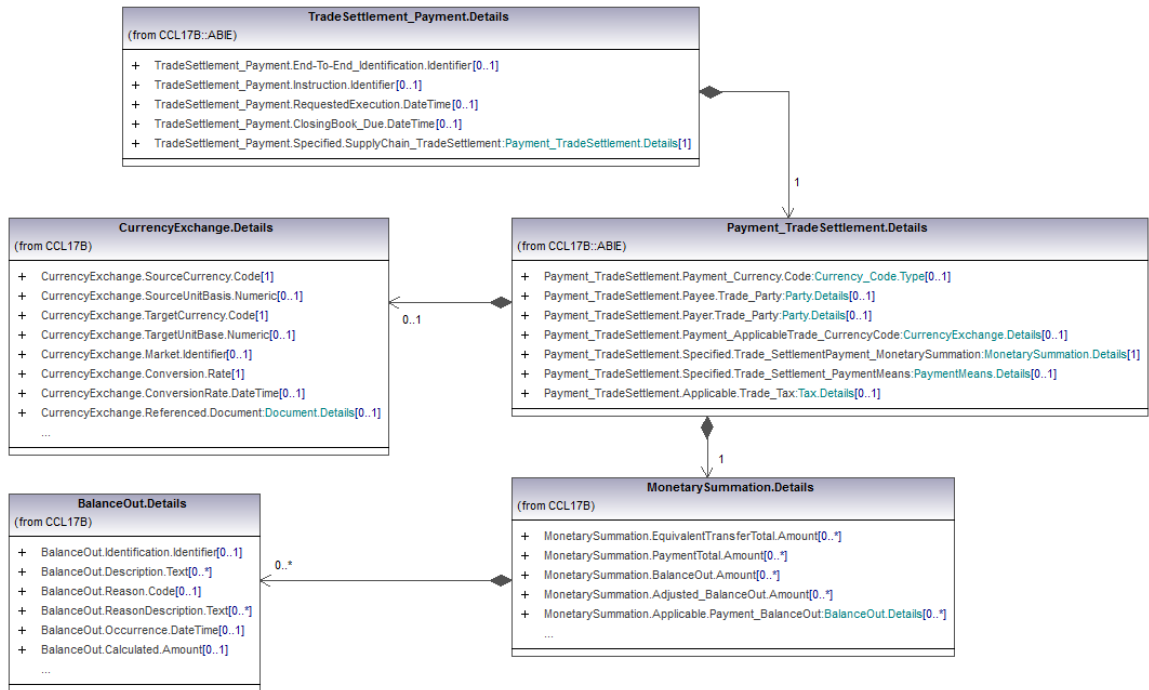 TradeSettlement_Payment.Details
(from CCL17B::ABIE)
+ TradeSettlement_Payment.End-To-End_Identification.Identifier[0..1]
+ TradeSettlement_Payment.Instruction.Identifier[0..1]
+ TradeSettlement_Payment.RequestedExecution.DateTime[0..1]
+ TradeSettlement_Payment.ClosingBook_Due.DateTime[0..1]
+ TradeSettlement_Payment.Specified.SupplyChain_TradeSettlement:Payment_TradeSettlement.Details[1]
1
CurrencyExchange.Details
(from CCL17B)
+ CurrencyExchange.SourceCurrency.Code[1]
+ CurrencyExchange.SourceUnitBasis.Numeric[0..1]
+ CurrencyExchange.TargetCurrency.Code[1]
+ CurrencyExchange.TargetUnitBase.Numeric[0..1]
+ CurrencyExchange.Market.Identifier[0..1]
+ CurrencyExchange.Conversion.Rate[1]
+ CurrencyExchange.ConversionRate.DateTime[0..1]
+ CurrencyExchange.Referenced.Document:Document.Details[0..1]
...
0..1
Payment_TradeSettlement.Details
(from CCL17B::ABIE)
+ Payment_TradeSettlement.Payment_Currency.Code:Currency_Code.Type[0..1]
+ Payment_TradeSettlement.Payee.Trade_Party:Party.Details[0..1]
+ Payment_TradeSettlement.Payer.Trade_Party:Party.Details[0..1]
+ Payment_TradeSettlement.Payment_ApplicableTrade_CurrencyCode:CurrencyExchange.Details[0..1]
+ Payment_TradeSettlement.Specified.Trade_SettlementPayment_MonetarySummation:MonetarySummation.Details[1]
+ Payment_TradeSettlement.Specified.Trade_Settlement_PaymentMeans:PaymentMeans.Details[0..1]
+ Payment_TradeSettlement.Applicable.Trade_Tax:Tax.Details[0..1]
1
BalanceOut.Details
(from CCL17B)
+ BalanceOut.Identification.Identifier[0..1]
+ BalanceOut.Description.Text[0..*]
+ BalanceOut.Reason.Code[0..1]
+ BalanceOut.ReasonDescription.Text[0..*]
+ BalanceOut.Occurrence.DateTime[0..1]
+ BalanceOut.Calculated.Amount[0..1]
...
0..*
MonetarySummation.Details
(from CCL17B)
+ MonetarySummation.EquivalentTransferTotal.Amount[0..*]
+ MonetarySummation.PaymentTotal.Amount[0..*]
+ MonetarySummation.BalanceOut.Amount[0..*]
+ MonetarySummation.Adjusted_BalanceOut.Amount[0..*]
+ MonetarySummation.Applicable.Payment_BalanceOut:BalanceOut.Details[0..*]
...